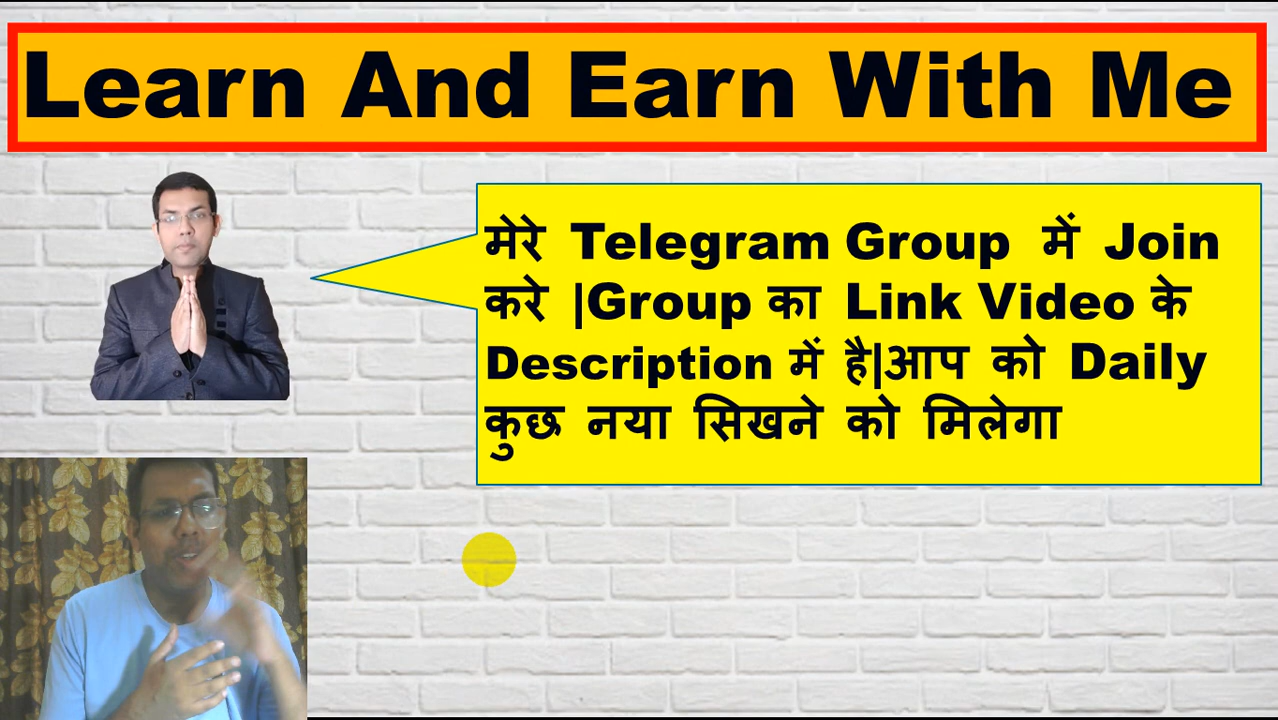 Learn And Earn With Me
मेरे Telegram Group में Join
करे |Group का Link Video के
Description में है|आप को Daily
कुछ नया सिखने को मिलेगा